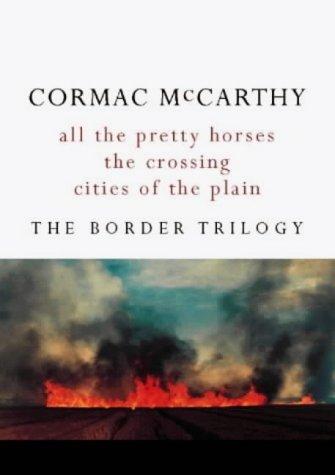 CORMAC McCARTHY
all the pretty horses
the crossing
cities of the plain
THE BORDER TRILOGY